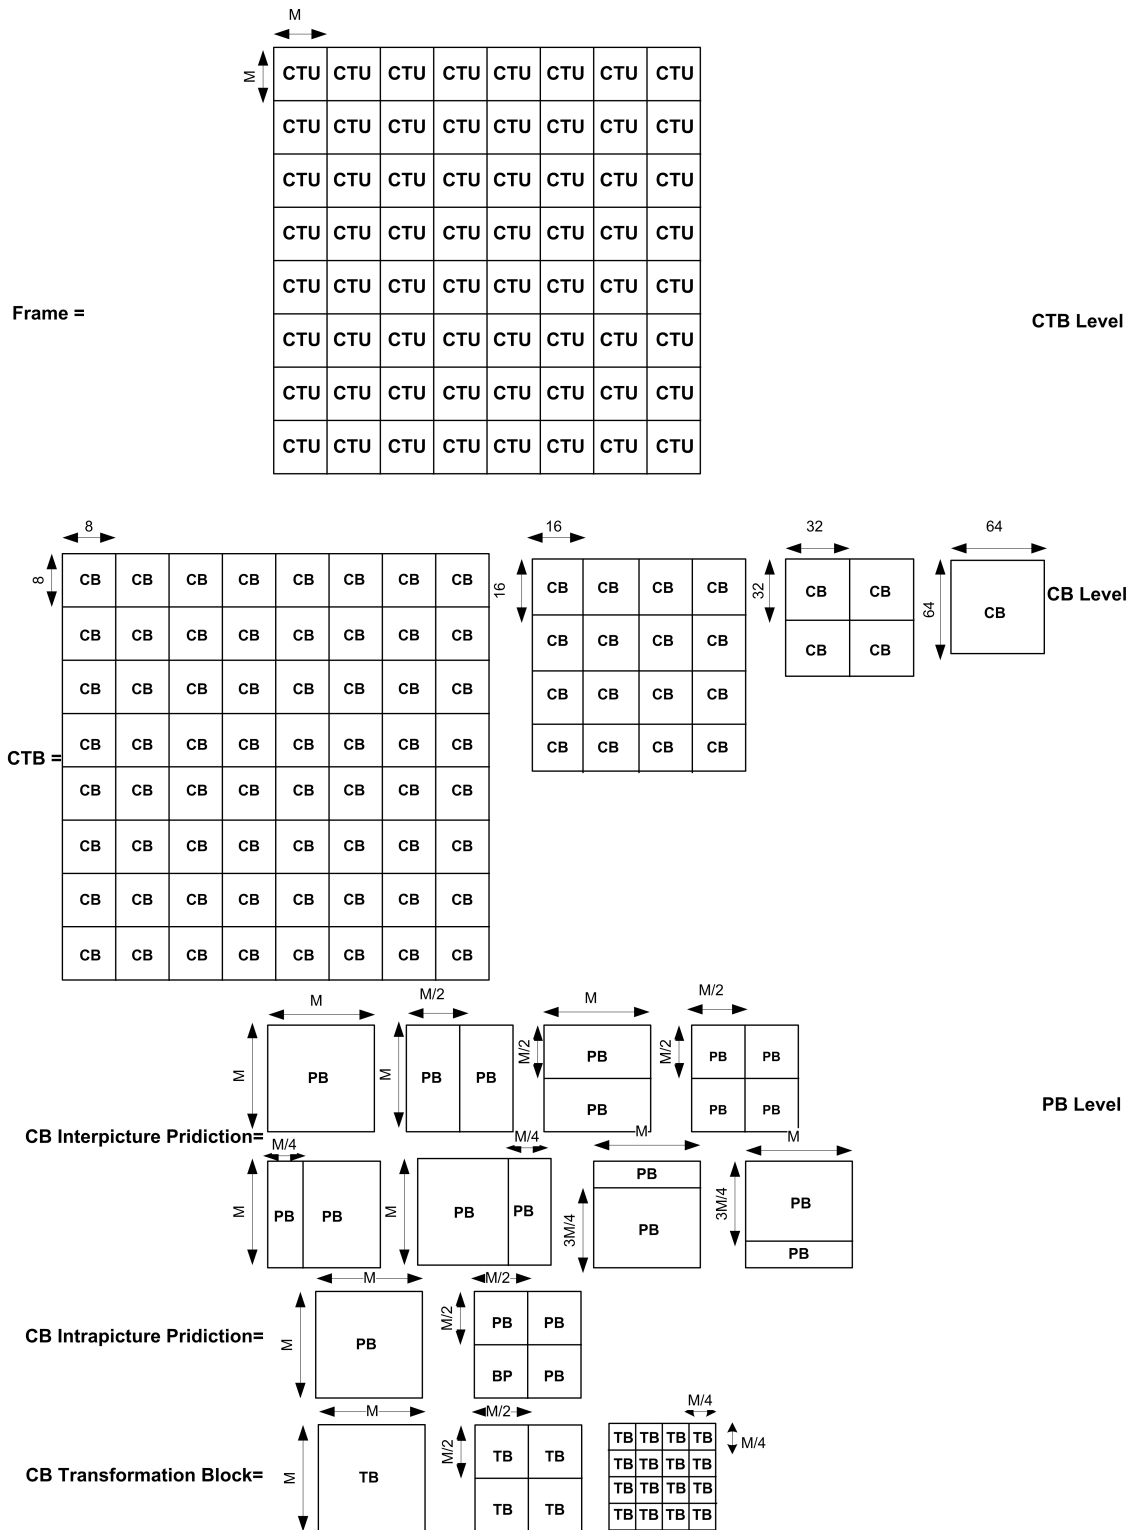 M
M
CTU CTU CTU CTU CTU CTU CTU CTU
CTU CTU CTU CTU CTU CTU CTU CTU
CTU CTU CTU CTU CTU CTU CTU CTU
CTU CTU CTU CTU CTU CTU CTU CTU
CTU CTU CTU CTU CTU CTU CTU CTU
Frame =
CTB Level
CTU CTU CTU CTU CTU CTU CTU CTU
CTU CTU CTU CTU CTU CTU CTU CTU
CTU CTU CTU CTU CTU CTU CTU CTU
8 16 32 64
8 CB CB CB CB CB CB CB CB
16 CB CB CB CB
32 CB CB
64 CB
CB Level
CB CB CB CB CB CB CB CB
CB CB CB CB
CB CB
CB CB CB CB CB CB CB CB
CB CB CB CB
CTB = CB CB CB CB CB CB CB CB
CB CB CB CB
CB CB CB CB CB CB CB CB
CB CB CB CB CB CB CB CB
CB CB CB CB CB CB CB CB
CB CB CB CB CB CB CB CB
M M/2 M M/2
M PB
M PB PB
M/2 PB
PB
M/2 PB PB
PB PB
PB Level
CB Interpicture Pridiction=
M/4 M/4 M M
M PB PB
M PB PB
PB
3M/4 PB
3M/4 PB
PB
M M/2
CB Intrapicture Pridiction=
M PB
M/2 PB PB
BP PB
M M/2 M/4
CB Transformation Block=
M TB
M/2 TB TB
TB TB
TB TB TB TB M/4
TB TB TB TB
TB TB TB TB
TB TB TB TB